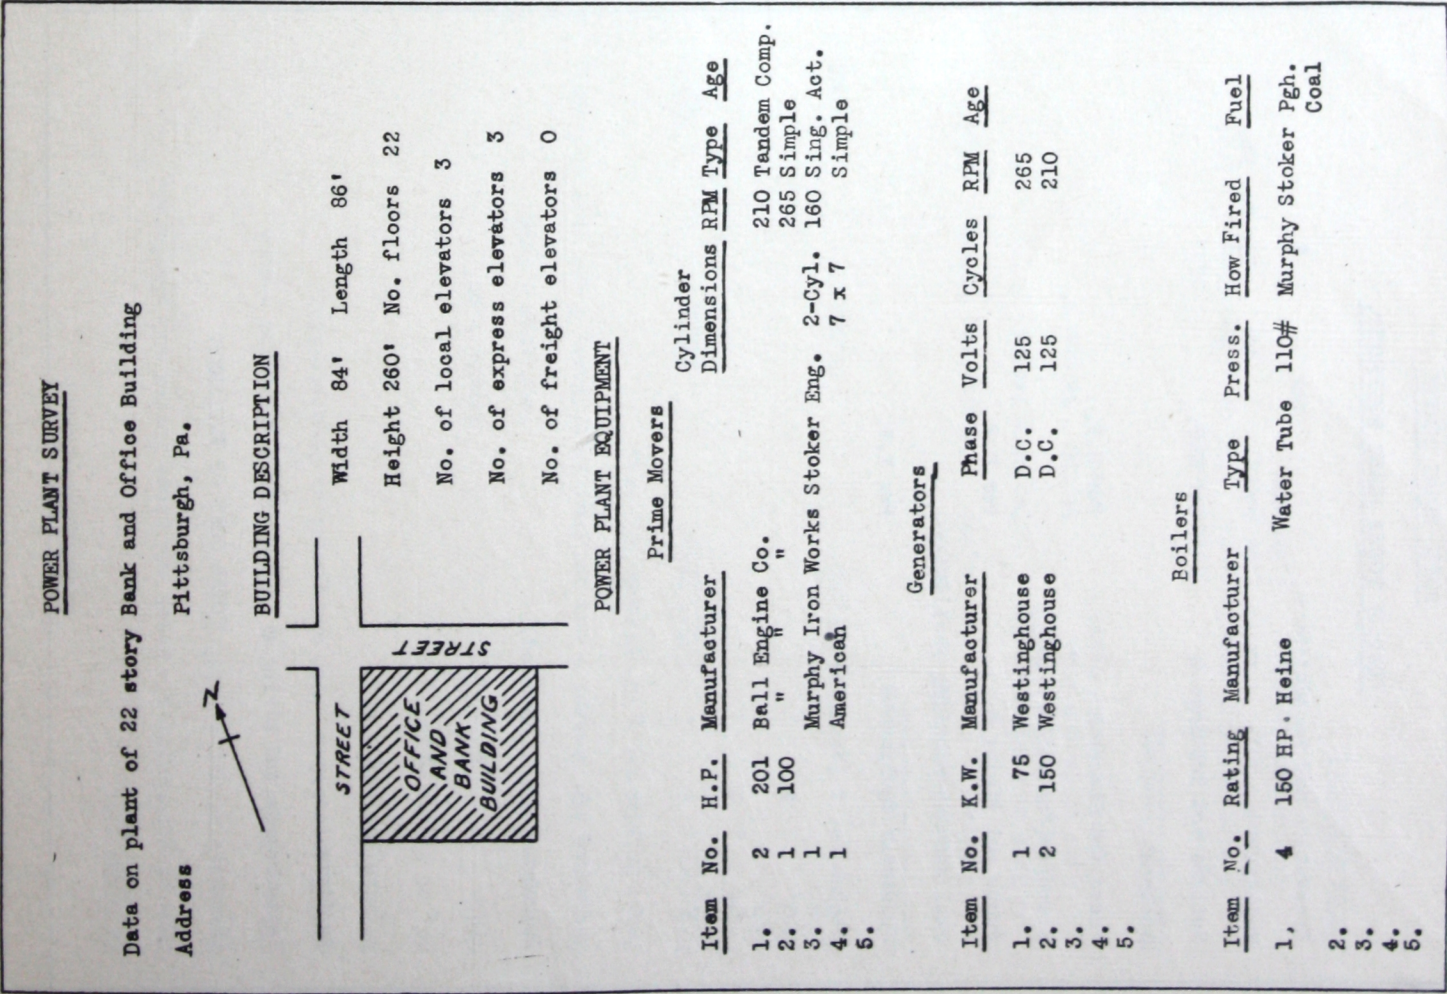 POWER PLANT SURVEY
Data on plant of 22 story Bank and Office Building
Address Pittsburgh, Pa.
BUILDING DESCRIPTION
N
STREET
STREET
OFFICE
AND
BANK
BUILDING
Width 84' Length 86'
Height 260' No. floors 22
No. of local elevators 3
No. of express elevators 3
No. of freight elevators 0
POWER PLANT EQUIPMENT
Prime Movers
Cylinder
Item No. H.P. Manufacturer Dimensions RPM Type Age
1. 2 201 Ball Engine Co. 210 Tandem Comp.
2. 1 100 " " " 265 Simple
3. 1 Murphy Iron Works Stoker Eng. 2-Cyl. 160 Sing. Act.
4. 1 American 7 x 7 Simple
5.
Generators
Item No. K.W. Manufacturer Phase Volts Cycles RPM Age
1. 1 75 Westinghouse D.C. 125 265
2. 2 150 Westinghouse D.C. 125 210
3.
4.
5.
Boilers
Item No. Rating Manufacturer Type Press. How Fired Fuel
1. 4 150 HP. Heine Water Tube 110# Murphy Stoker Pgh.
Coal
2.
3.
4.
5.